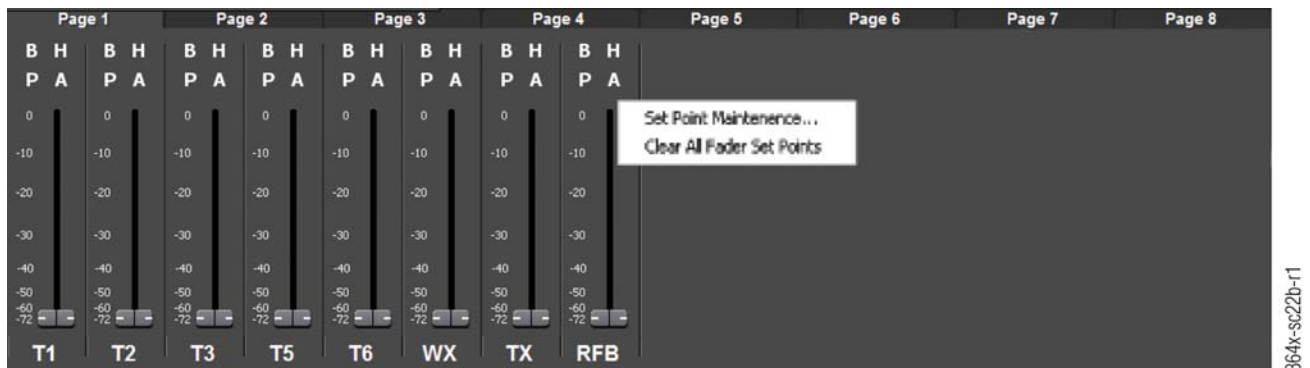 Page 1 Page 2 Page 3 Page 4 Page 5 Page 6 Page 7 Page 8
B H B H B H B H B H B H B H B H
P A P A P A P A P A P A P A P A
0 0 0 0 0 0 0 0 Set Point Maintenence...
-10 -10 -10 -10 -10 -10 -10 -10 Clear All Fader Set Points
-20 -20 -20 -20 -20 -20 -20 -20
-30 -30 -30 -30 -30 -30 -30 -30
-40 -40 -40 -40 -40 -40 -40 -40
-50 -50 -50 -50 -50 -50 -50 -50
-60 -60 -60 -60 -60 -60 -60 -60
-72 -72 -72 -72 -72 -72 -72 -72
T1 T2 T3 T5 T6 WX TX RFB
864x-sc22b-r1